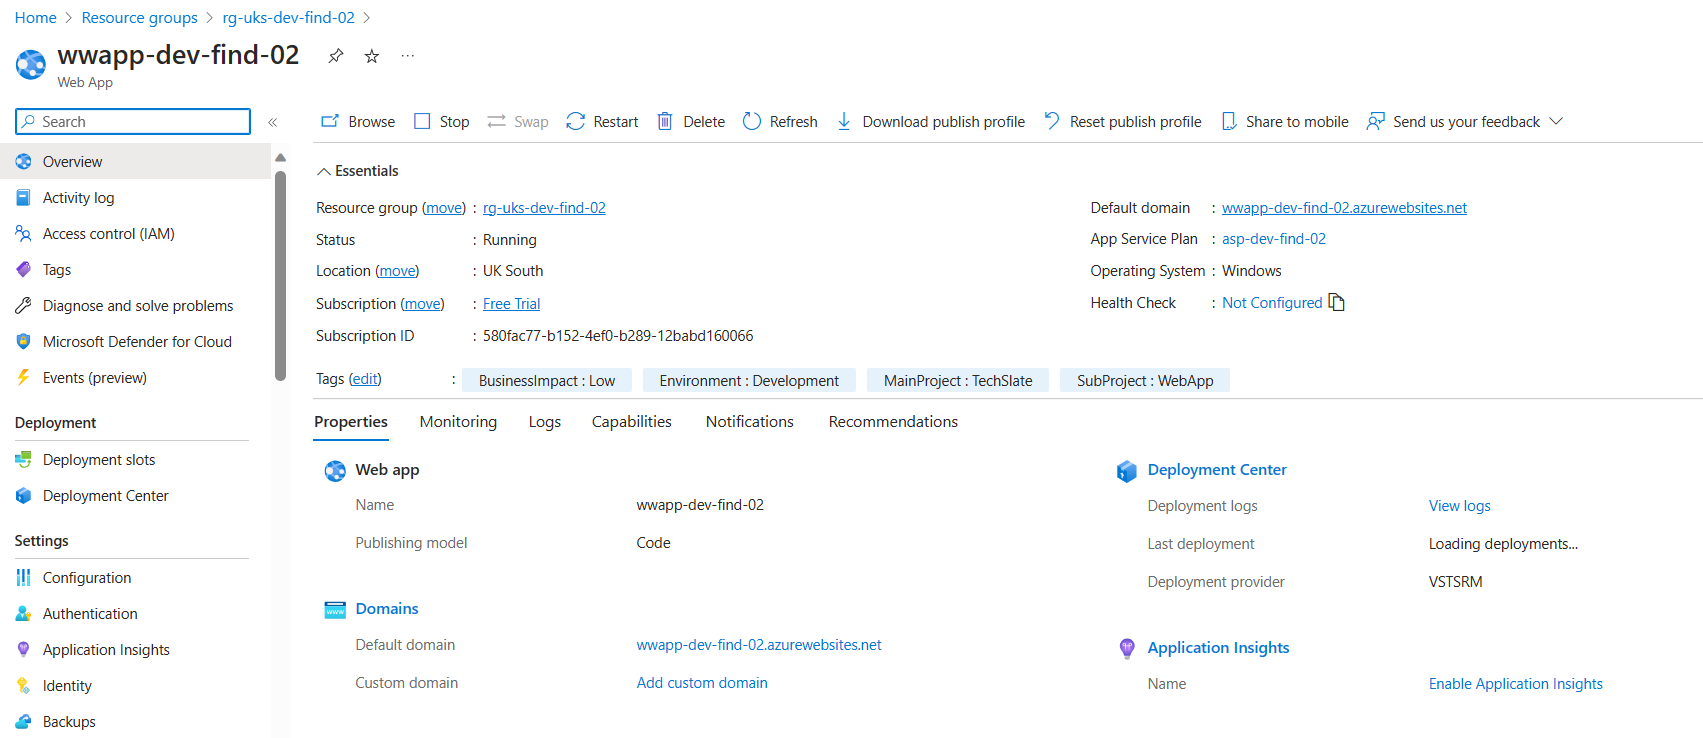 Home > Resource groups > rg-uks-dev-find-02 >
wwapp-dev-find-02
Web App
Search
Browse Stop Swap Restart Delete Refresh Download publish profile Reset publish profile Share to mobile Send us your feedback
Overview
Activity log
Access control (IAM)
Tags
Diagnose and solve problems
Microsoft Defender for Cloud
Events (preview)
Deployment
Deployment slots
Deployment Center
Settings
Configuration
Authentication
Application Insights
Identity
Backups
Essentials
Resource group (move) : rg-uks-dev-find-02
Status : Running
Location (move) : UK South
Subscription (move) : Free Trial
Subscription ID : 580fac77-b152-4ef0-b289-12babd160066
Default domain : wwapp-dev-find-02.azurewebsites.net
App Service Plan : asp-dev-find-02
Operating System : Windows
Health Check : Not Configured
Tags (edit) : BusinessImpact : Low Environment : Development MainProject : TechSlate SubProject : WebApp
Properties Monitoring Logs Capabilities Notifications Recommendations
Web app
Name wwapp-dev-find-02
Publishing model Code
Domains
Default domain wwapp-dev-find-02.azurewebsites.net
Custom domain Add custom domain
Deployment Center
Deployment logs View logs
Last deployment Loading deployments...
Deployment provider VSTSRM
Application Insights
Name Enable Application Insights